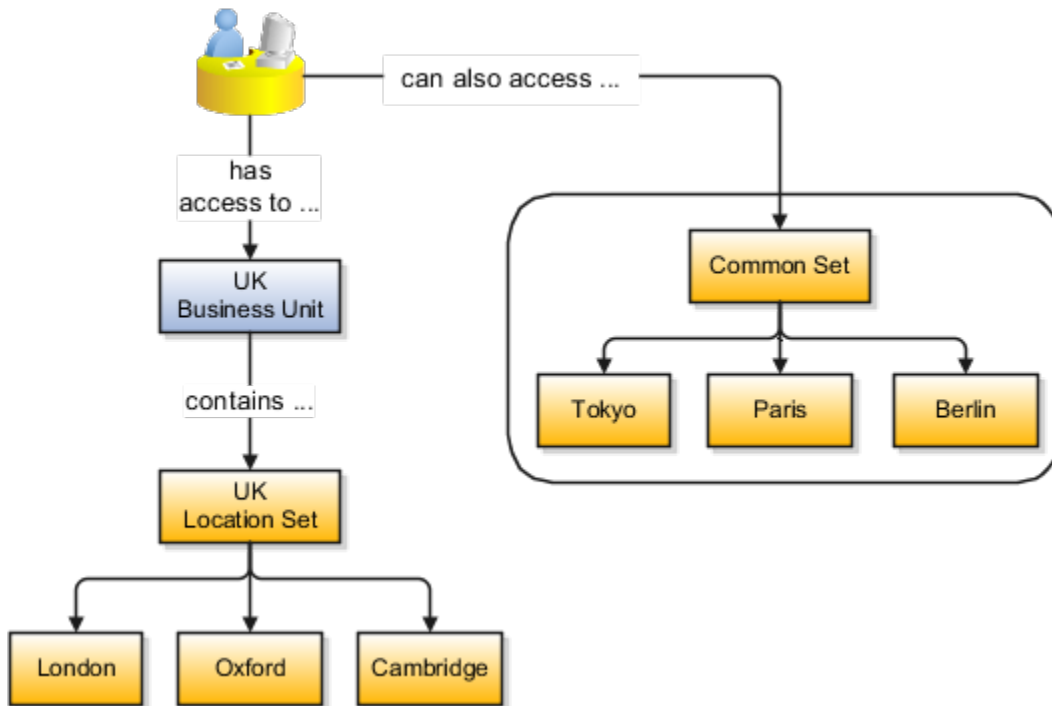 can also access ...
has
access to ...
UK
Business Unit
Common Set
Tokyo
Paris
Berlin
contains ...
UK
Location Set
London
Oxford
Cambridge